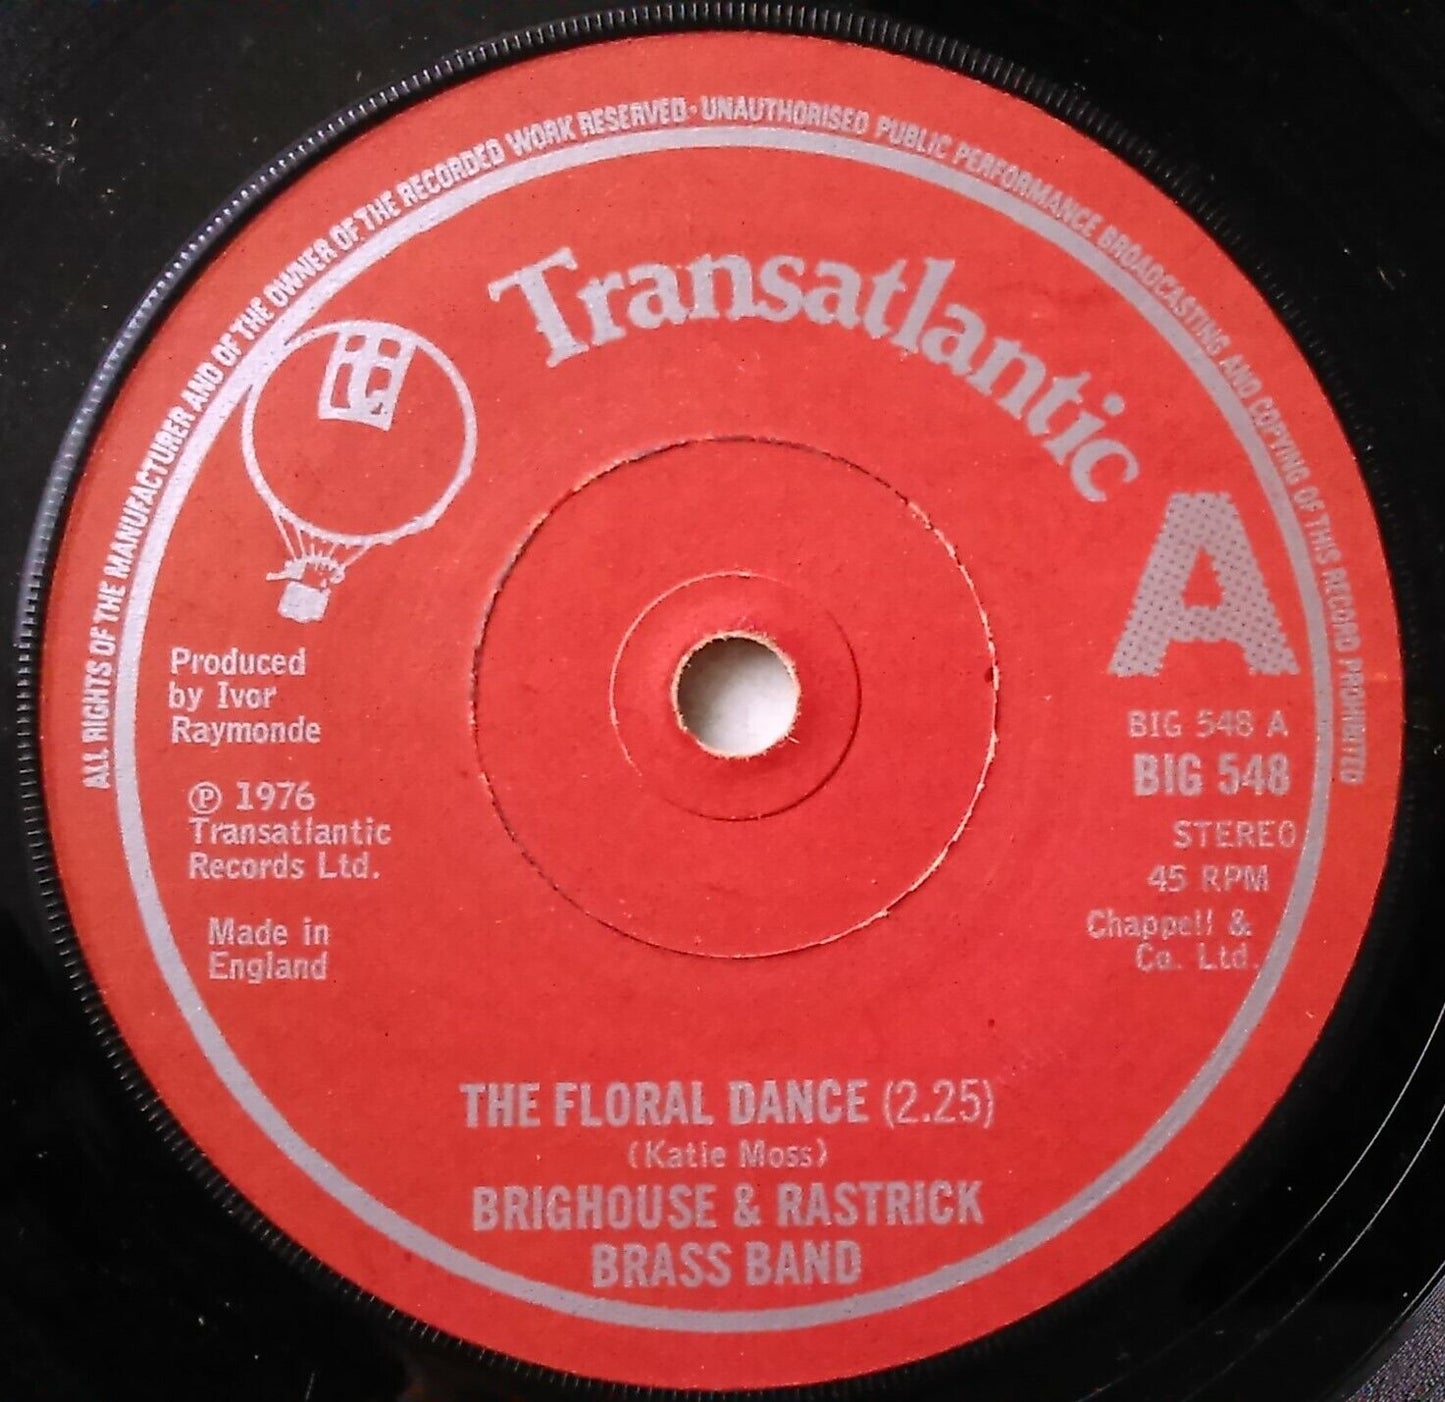 ALL RIGHTS OF THE MANUFACTURER AND OF THE OWNER OF THE RECORDED WORK RESERVED · UNAUTHORISED PUBLIC PERFORMANCE BROADCASTING AND COPYING OF THIS RECORD PROHIBITED
Transatlantic
A
Produced
by Ivor
Raymonde
℗ 1976
Transatlantic
Records Ltd.
Made in
England
BIG 548 A
BIG 548
STEREO
45 RPM
Chappell &
Co. Ltd.
THE FLORAL DANCE (2.25)
(Katie Moss)
BRIGHOUSE & RASTRICK
BRASS BAND